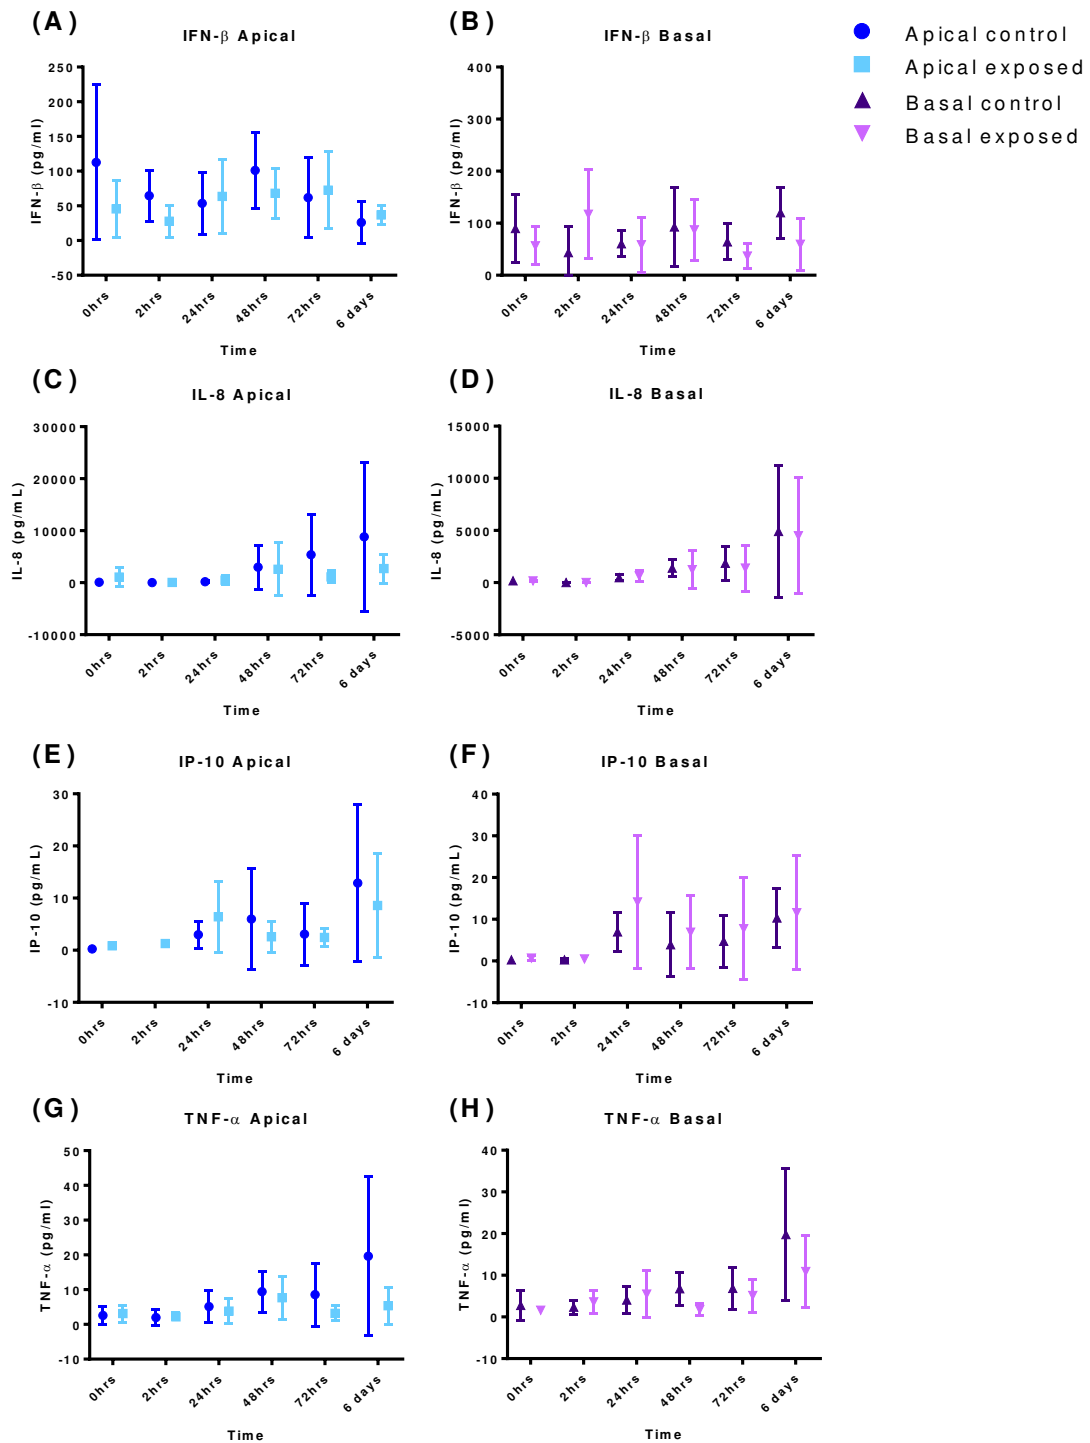 (A)
IFN-β Apical
IFN-β (pg/ml)
250
200
150
100
50
0
-50
0hrs
2hrs
24hrs
48hrs
72hrs
6 days
Time
(B)
IFN-β Basal
IFN-β (pg/ml)
400
300
200
100
0
0hrs
2hrs
24hrs
48hrs
72hrs
6 days
Time
Apical control
Apical exposed
Basal control
Basal exposed
(C)
IL-8 Apical
IL-8 (pg/mL)
30000
20000
10000
0
-10000
0hrs
2hrs
24hrs
48hrs
72hrs
6 days
Time
(D)
IL-8 Basal
IL-8 (pg/mL)
15000
10000
5000
0
-5000
0hrs
2hrs
24hrs
48hrs
72hrs
6 days
Time
(E)
IP-10 Apical
IP-10 (pg/mL)
30
20
10
0
-10
0hrs
2hrs
24hrs
48hrs
72hrs
6 days
Time
(F)
IP-10 Basal
IP-10 (pg/mL)
40
30
20
10
0
-10
0hrs
2hrs
24hrs
48hrs
72hrs
6 days
Time
(G)
TNF-α Apical
TNF-α (pg/ml)
50
40
30
20
10
0
-10
0hrs
2hrs
24hrs
48hrs
72hrs
6 days
Time
(H)
TNF-α Basal
TNF-α (pg/ml)
40
30
20
10
0
-10
0hrs
2hrs
24hrs
48hrs
72hrs
6 days
Time